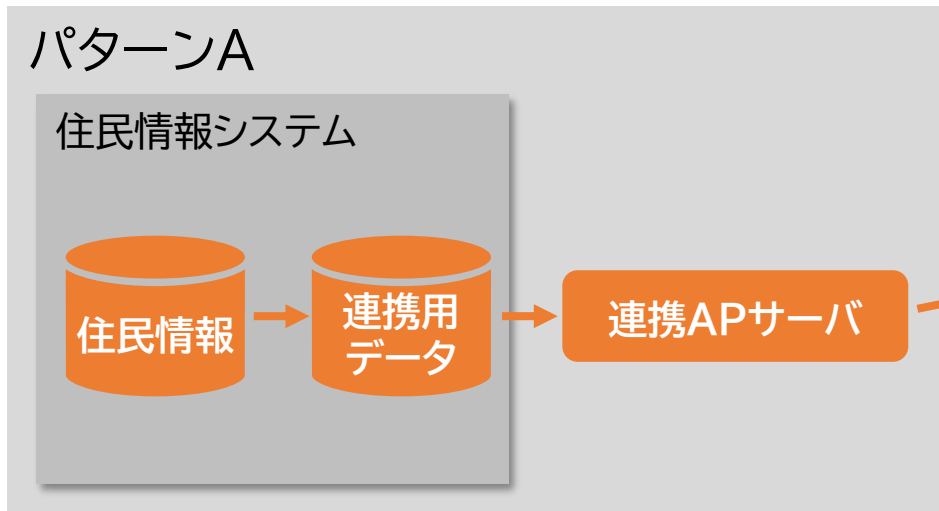 パターンA
住民情報システム
住民情報
連携用
データ
連携APサーバ